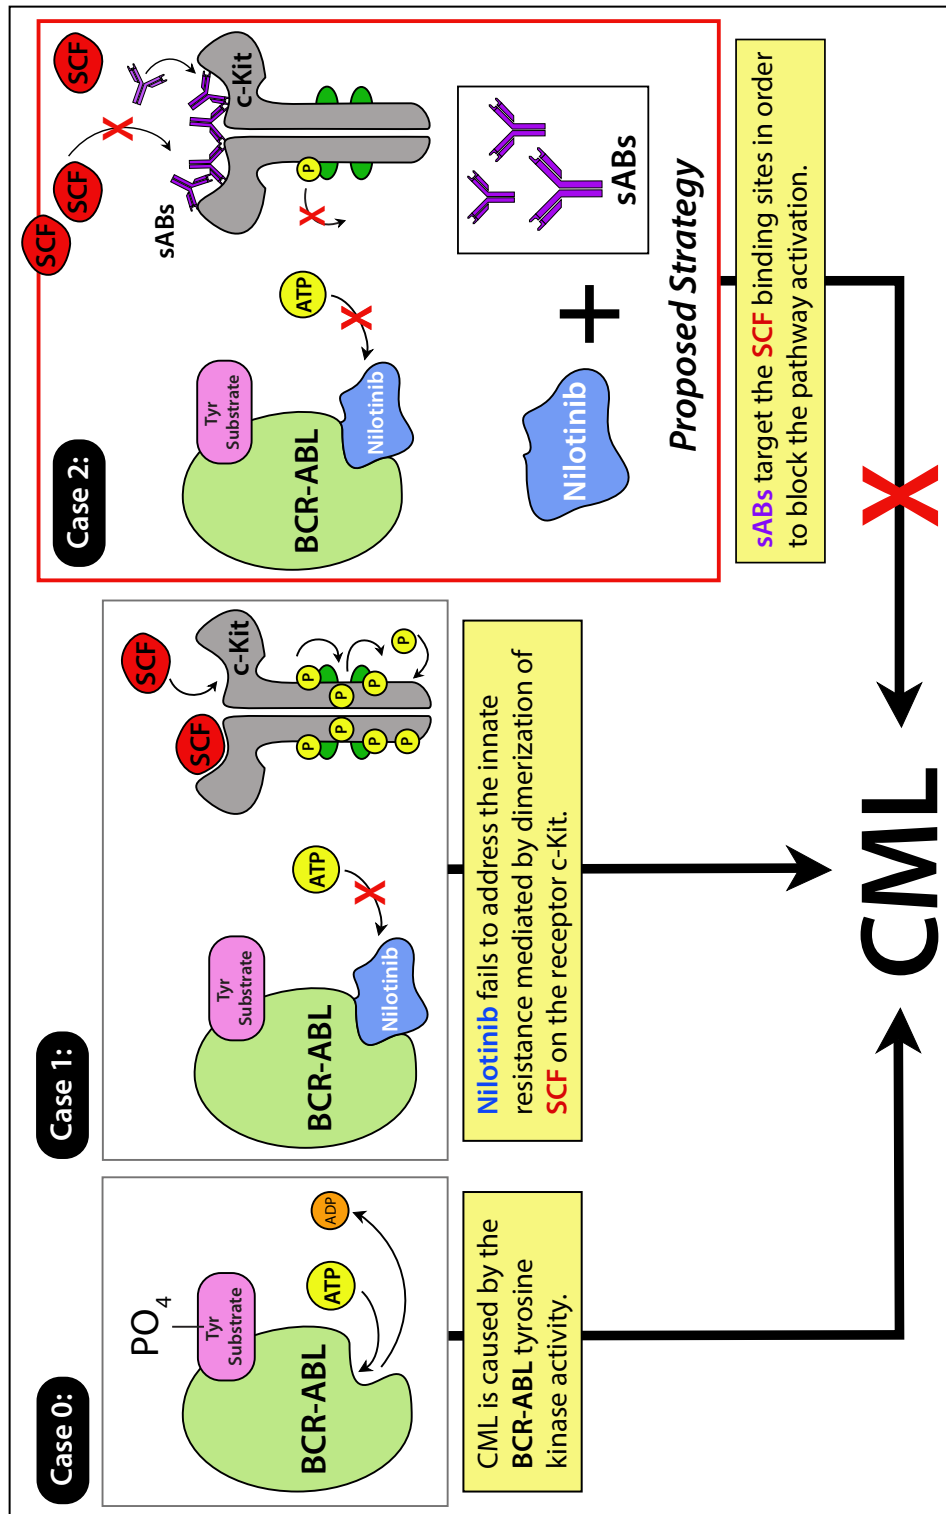 Case 0:
PO4
Tyr
Substrate
BCR-ABL
ATP
ADP
CML is caused by the
BCR-ABL tyrosine
kinase activity.
Case 1:
Tyr
Substrate
BCR-ABL
Nilotinib
ATP
SCF
SCF
c-Kit
P
P
P
P
P
P
P
P
Nilotinib fails to address the innate
resistance mediated by dimerization of
SCF on the receptor c-Kit.
Case 2:
Tyr
Substrate
BCR-ABL
Nilotinib
ATP
SCF
SCF
SCF
sABs
c-Kit
P
Nilotinib
+
sABs
Proposed Strategy
sABs target the SCF binding sites in order
to block the pathway activation.
CML